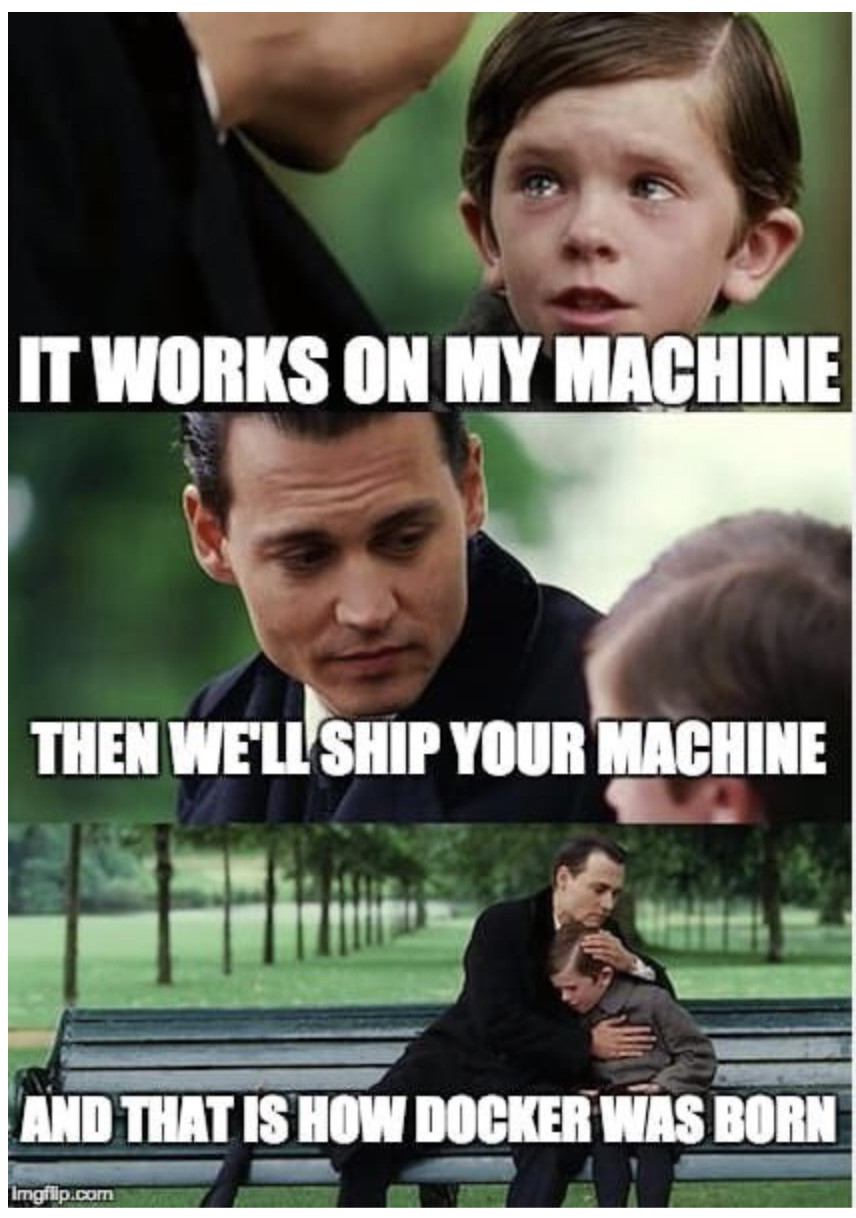 IT WORKS ON MY MACHINE
THEN WE'LL SHIP YOUR MACHINE
AND THAT IS HOW DOCKER WAS BORN
imgflip.com